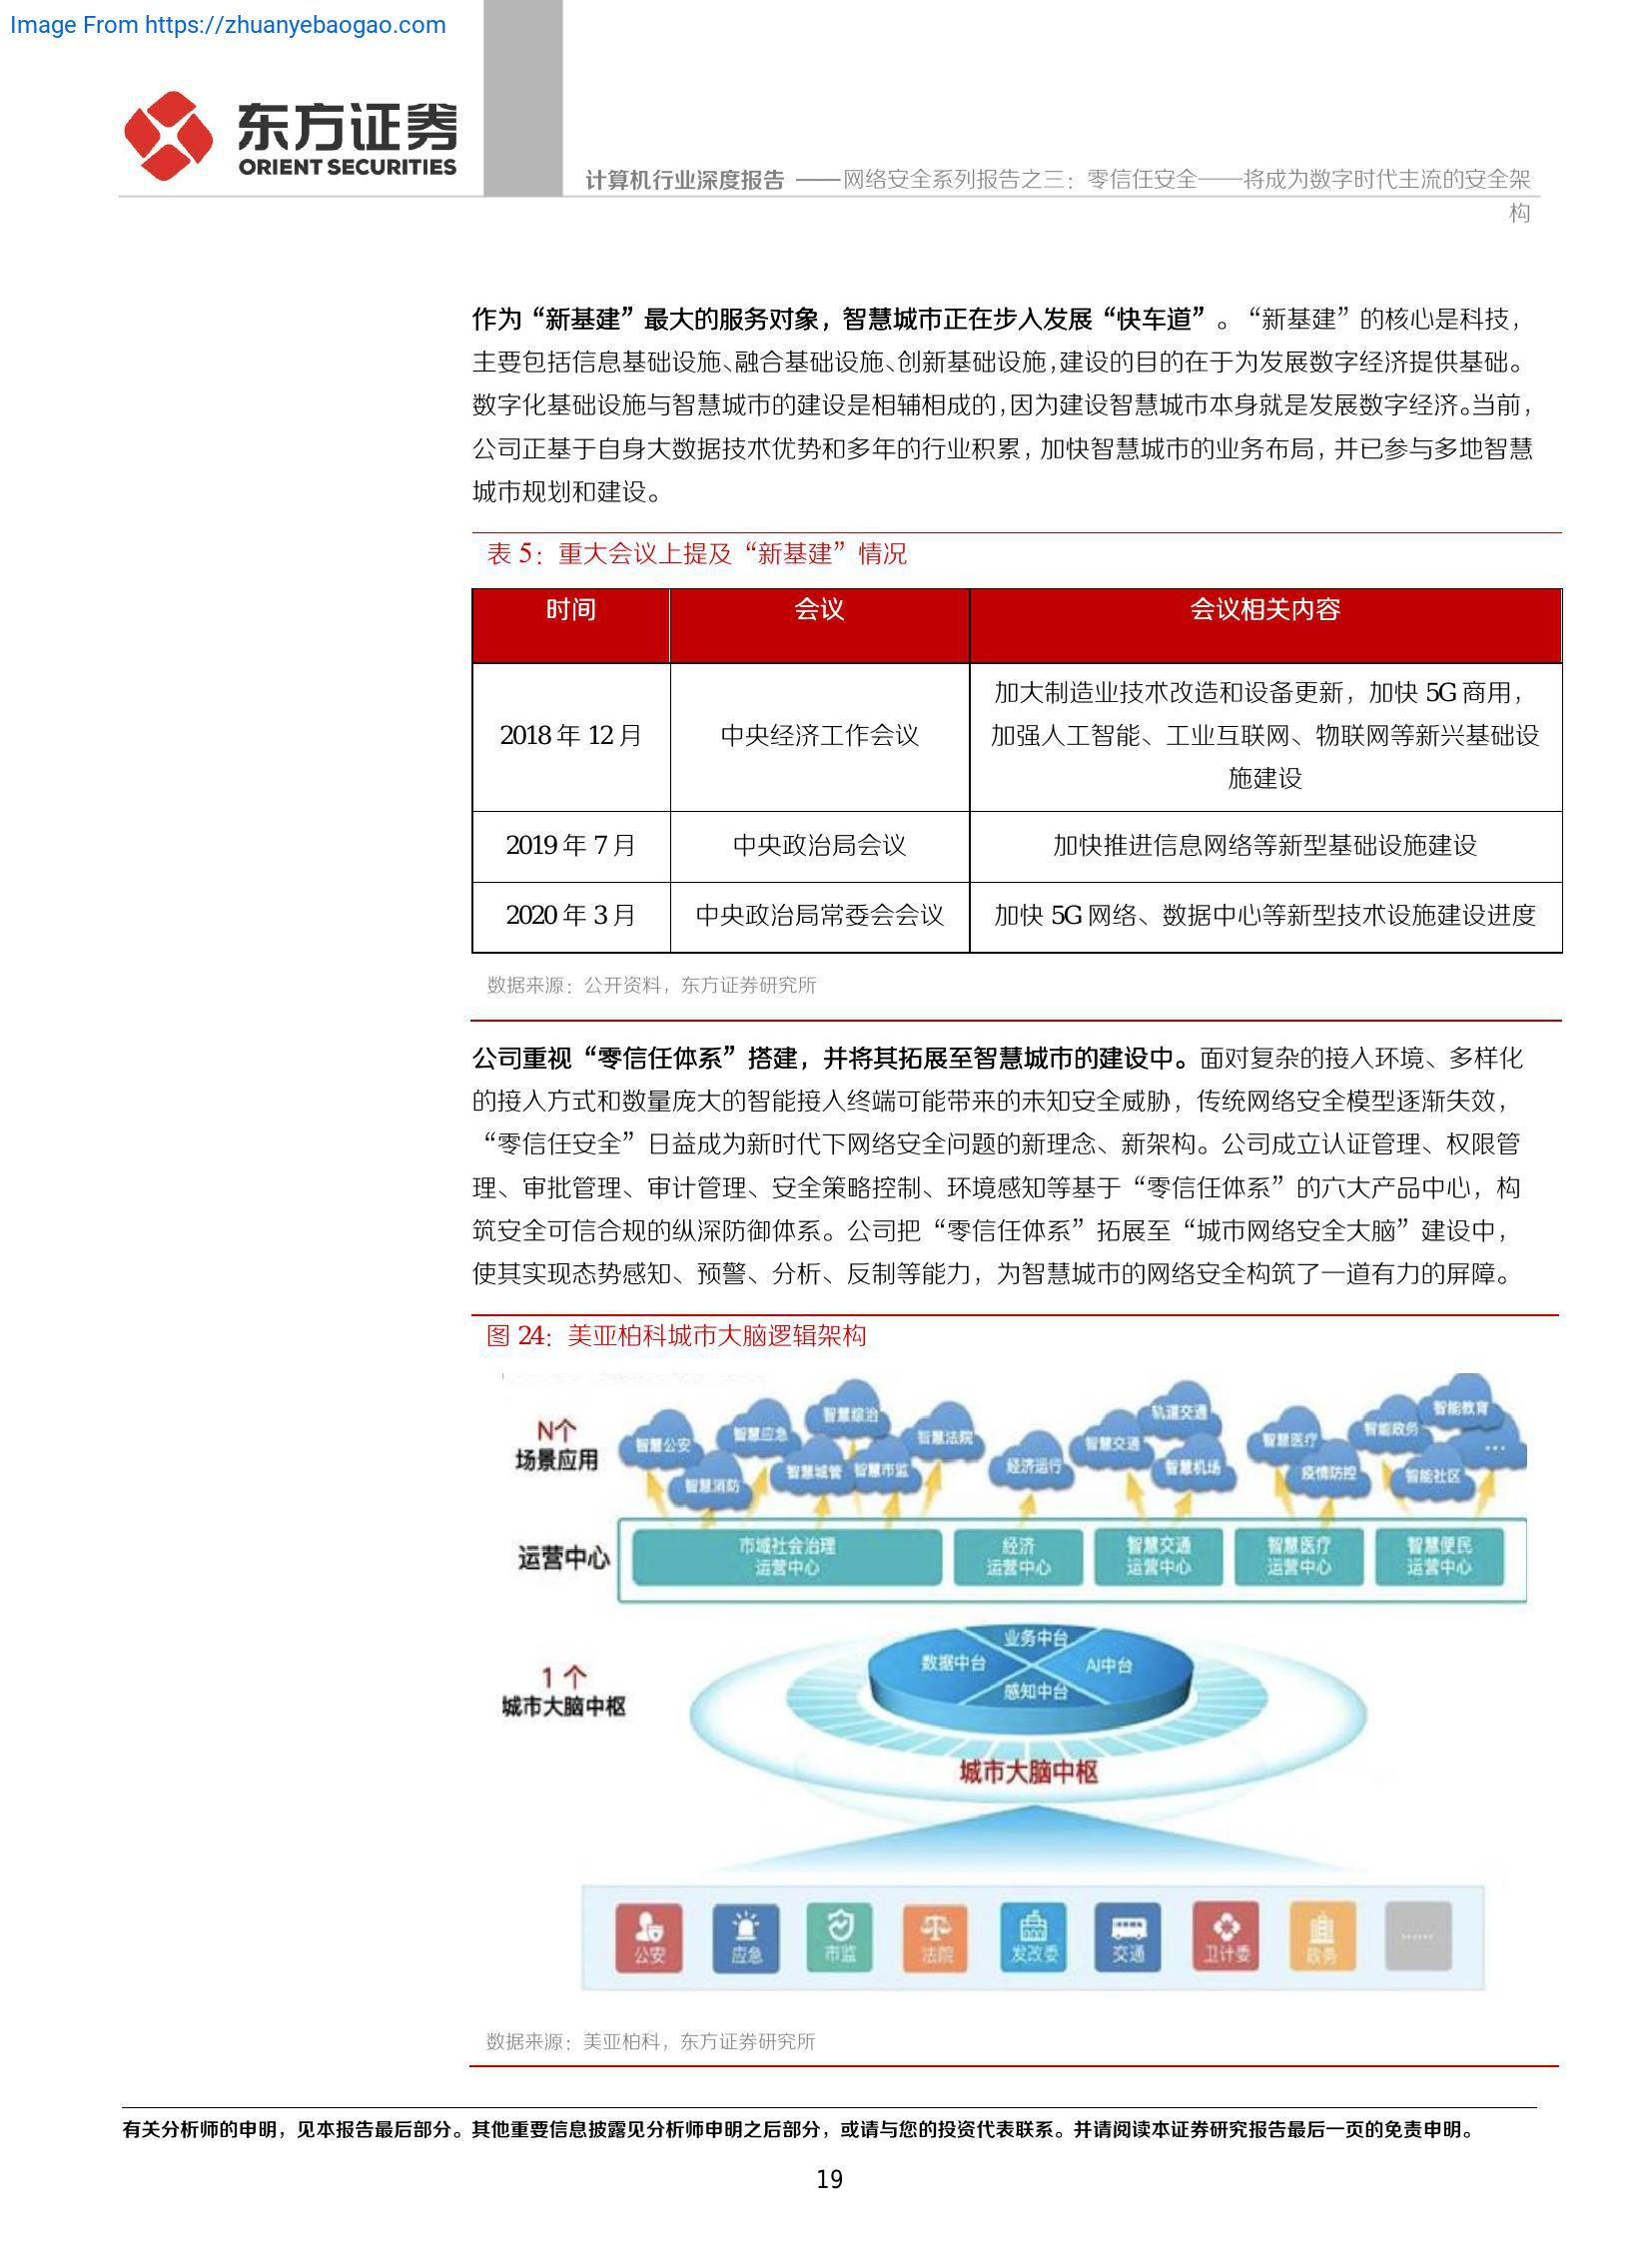 Image From https://zhuanyebaogao.com
东方证券
ORIENT SECURITIES
计算机行业深度报告 ——网络安全系列报告之三：零信任安全——将成为数字时代主流的安全架
构
作为“新基建”最大的服务对象，智慧城市正在步入发展“快车道”。“新基建”的核心是科技，
主要包括信息基础设施、融合基础设施、创新基础设施，建设的目的在于为发展数字经济提供基础。
数字化基础设施与智慧城市的建设是相辅相成的，因为建设智慧城市本身就是发展数字经济。当前，
公司正基于自身大数据技术优势和多年的行业积累，加快智慧城市的业务布局，并已参与多地智慧
城市规划和建设。
表 5：重大会议上提及“新基建”情况
时间 会议 会议相关内容
加大制造业技术改造和设备更新，加快 5G 商用，
2018 年 12 月 中央经济工作会议 加强人工智能、工业互联网、物联网等新兴基础设
施建设
2019 年 7 月 中央政治局会议 加快推进信息网络等新型基础设施建设
2020 年 3 月 中央政治局常委会会议 加快 5G 网络、数据中心等新型技术设施建设进度
数据来源：公开资料，东方证券研究所
公司重视“零信任体系”搭建，并将其拓展至智慧城市的建设中。面对复杂的接入环境、多样化
的接入方式和数量庞大的智能接入终端可能带来的未知安全威胁，传统网络安全模型逐渐失效，
“零信任安全”日益成为新时代下网络安全问题的新理念、新架构。公司成立认证管理、权限管
理、审批管理、审计管理、安全策略控制、环境感知等基于“零信任体系”的六大产品中心，构
筑安全可信合规的纵深防御体系。公司把“零信任体系”拓展至“城市网络安全大脑”建设中，
使其实现态势感知、预警、分析、反制等能力，为智慧城市的网络安全构筑了一道有力的屏障。
图 24：美亚柏科城市大脑逻辑架构
N个
场景应用
智慧公安 智慧应急 智慧综治 智慧法院 智慧交通 轨道交通 智慧医疗 智能政务 智能教育
智慧消防 智慧城管 智慧市监 经济运行 智慧机场 疫情防控 智能社区 ...
运营中心
市域社会治理 经济 智慧交通 智慧医疗 智慧便民
运营中心 运营中心 运营中心 运营中心 运营中心
业务中台
数据中台 AI中台
感知中台
1 个
城市大脑中枢
城市大脑中枢
公安 应急 市监 法院 发改委 交通 卫计委 政务 ......
数据来源：美亚柏科，东方证券研究所
有关分析师的申明，见本报告最后部分。其他重要信息披露见分析师申明之后部分，或请与您的投资代表联系。并请阅读本证券研究报告最后一页的免责申明。
19